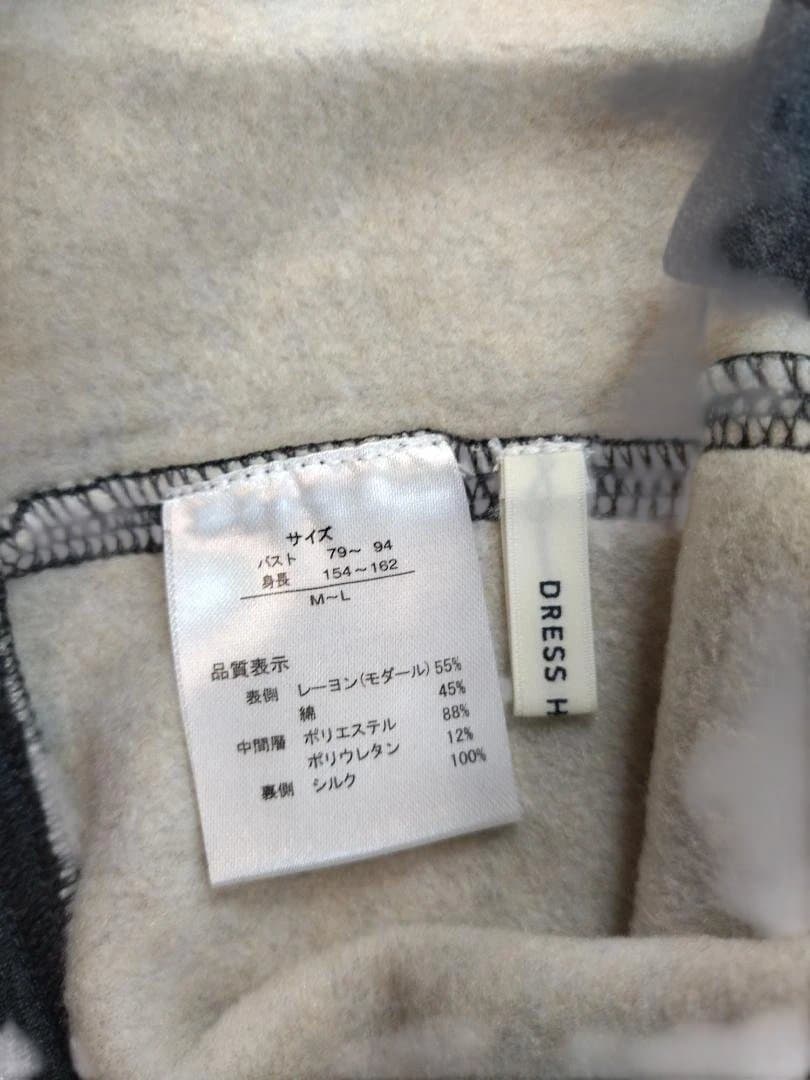 サイズ
バスト 79～ 94
身長 154～162
M～L
品質表示
表側 レーヨン(モダール) 55%
綿 45%
中間層 ポリエステル 88%
ポリウレタン 12%
裏側 シルク 100%
DRESS H